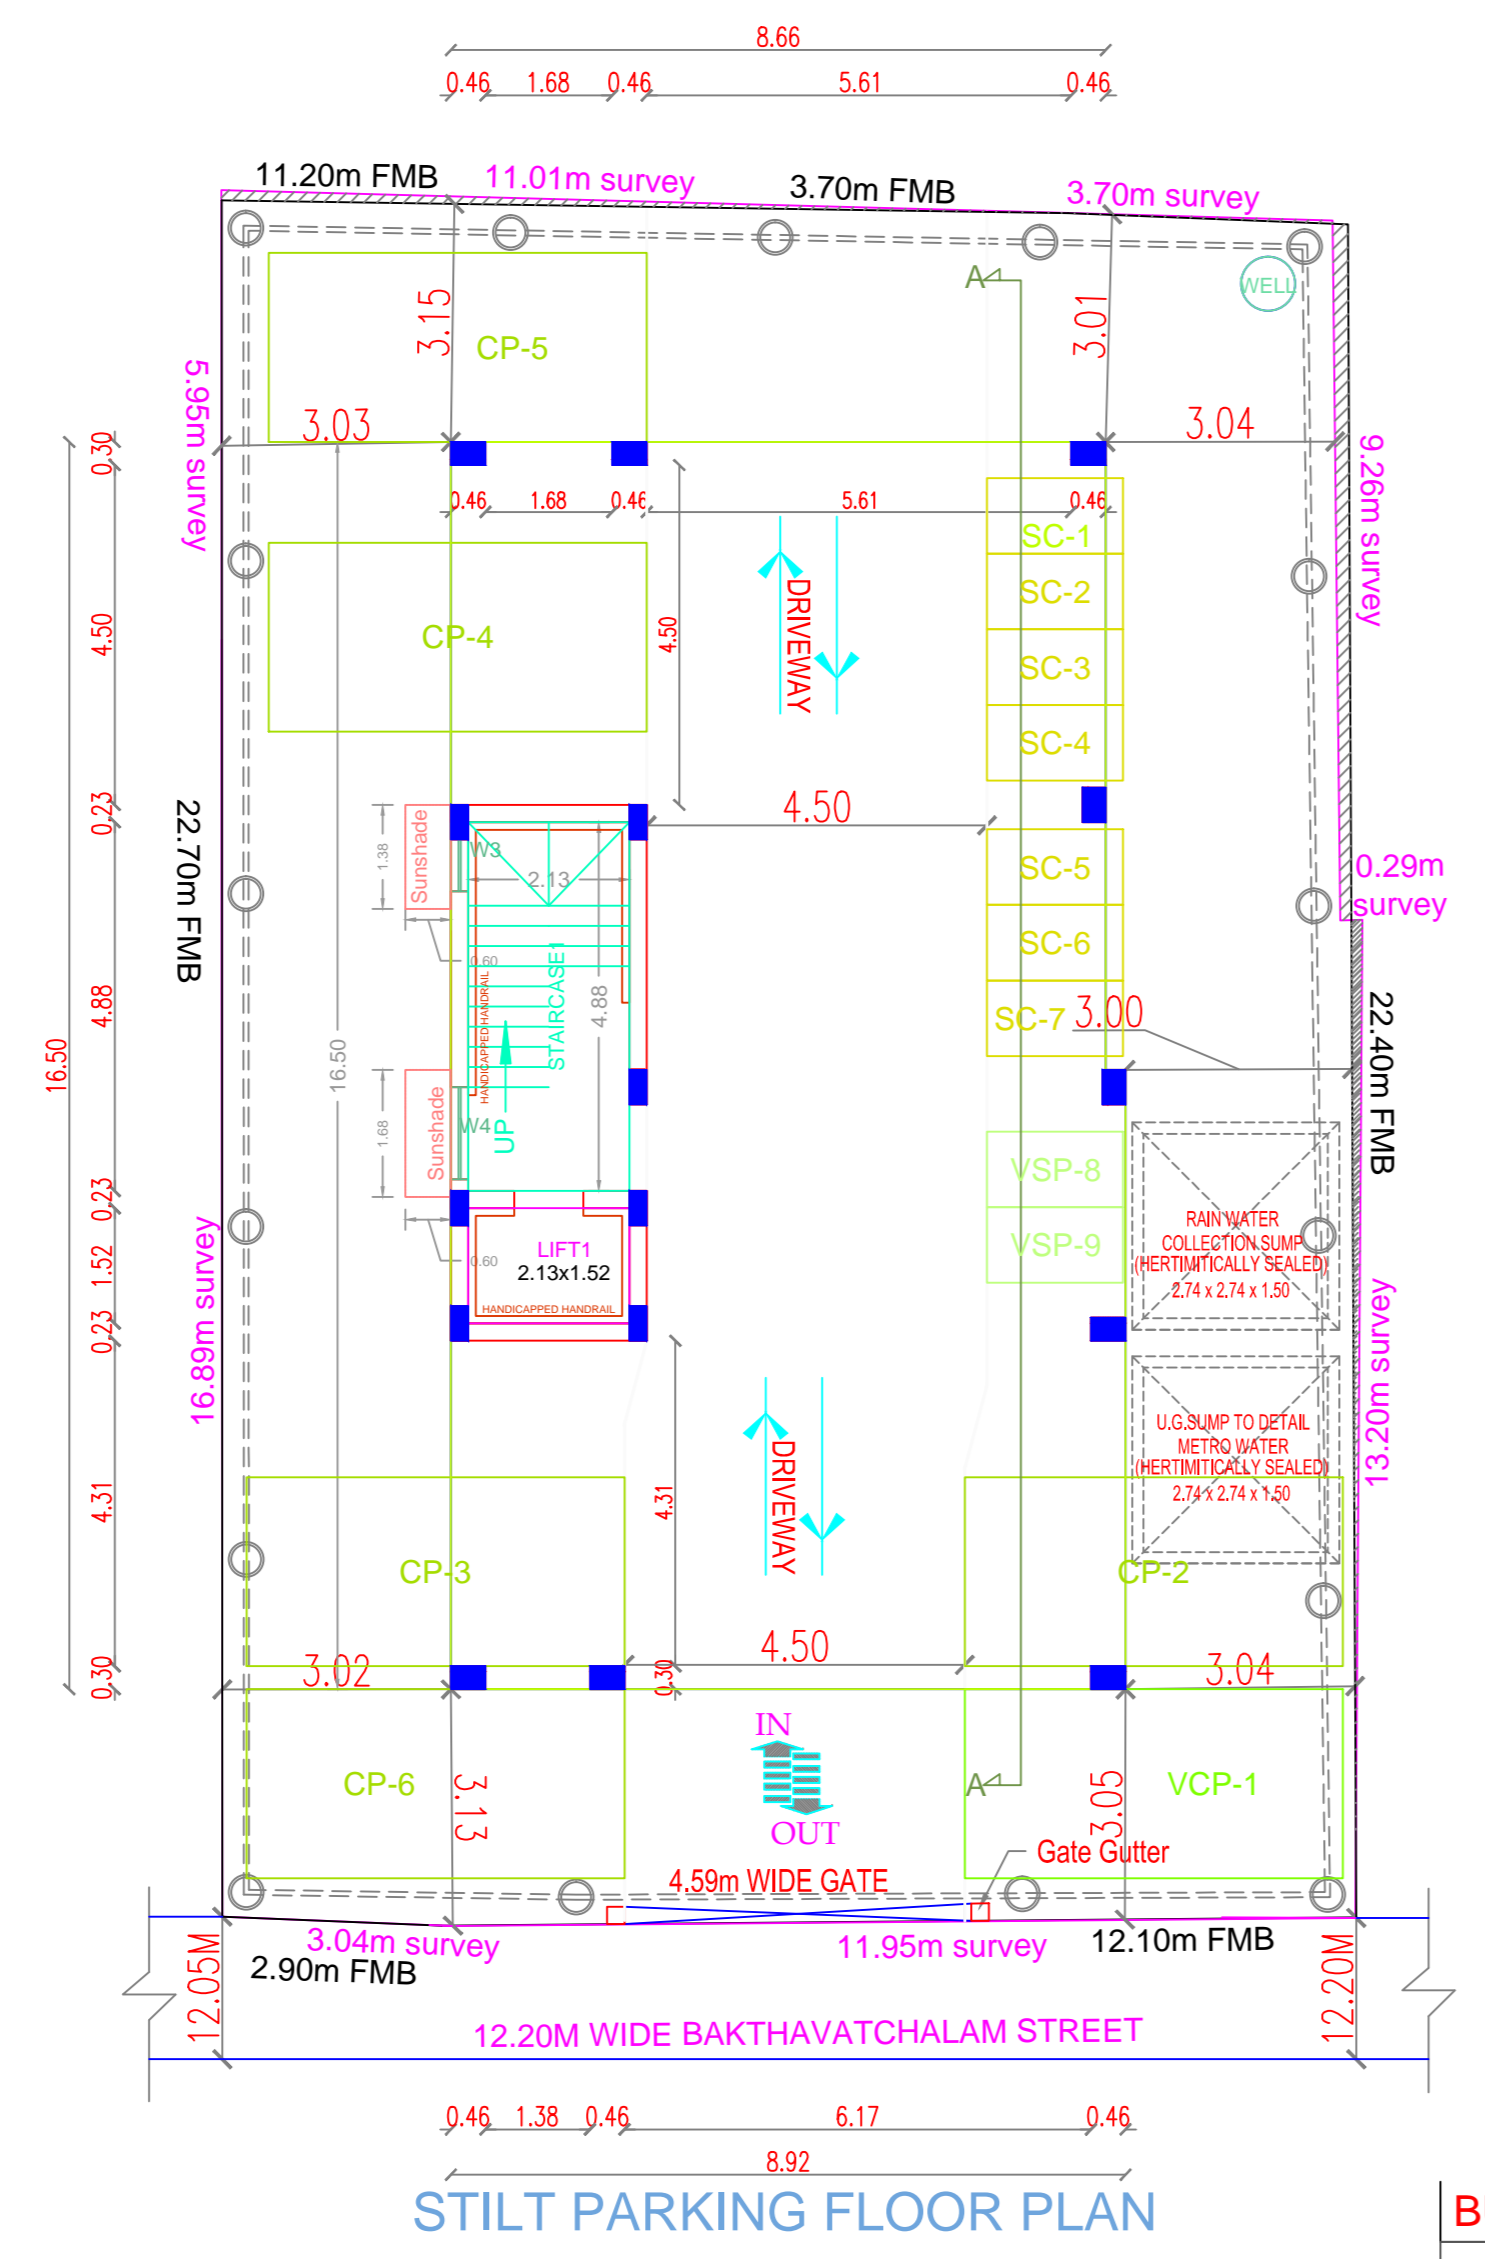 8.66
0.46 1.68 0.46 5.61 0.46
11.20m FMB 11.01m survey 3.70m FMB 3.70m survey
A
WELL
3.15
3.01
CP-5
5.95m survey
3.03
3.04
0.30
9.26m survey
0.46 1.68 0.46 5.61 0.46
SC-1
SC-2
SC-3
SC-4
CP-4
DRIVEWAY
4.50
4.50
0.23
22.70m FMB
1.38
Sunshade
W3
2.13
4.50
SC-5
SC-6
SC-7
3.00
0.29m
survey
0.60
HANDICAPPED HANDRAIL
STAIRCASE1
4.88
4.88
16.50
16.50
22.40m FMB
1.68
Sunshade
W4
UP
VSP-8
VSP-9
0.23
1.52
0.23
0.60
LIFT1
2.13x1.52
HANDICAPPED HANDRAIL
RAIN WATER
COLLECTION SUMP
(HERTIMITICALLY SEALED)
2.74 x 2.74 x 1.50
16.89m survey
13.20m survey
U.G.SUMP TO DETAIL
METRO WATER
(HERTIMITICALLY SEALED)
2.74 x 2.74 x 1.50
4.31
4.31
DRIVEWAY
CP-3
CP-2
0.30
3.02
4.50
0.30
3.04
IN
CP-6
3.13
A
3.05
VCP-1
OUT
Gate Gutter
4.59m WIDE GATE
3.04m survey
2.90m FMB
11.95m survey
12.10m FMB
12.05M
12.20M
12.20M WIDE BAKTHAVATCHALAM STREET
0.46 1.38 0.46 6.17 0.46
8.92
STILT PARKING FLOOR PLAN